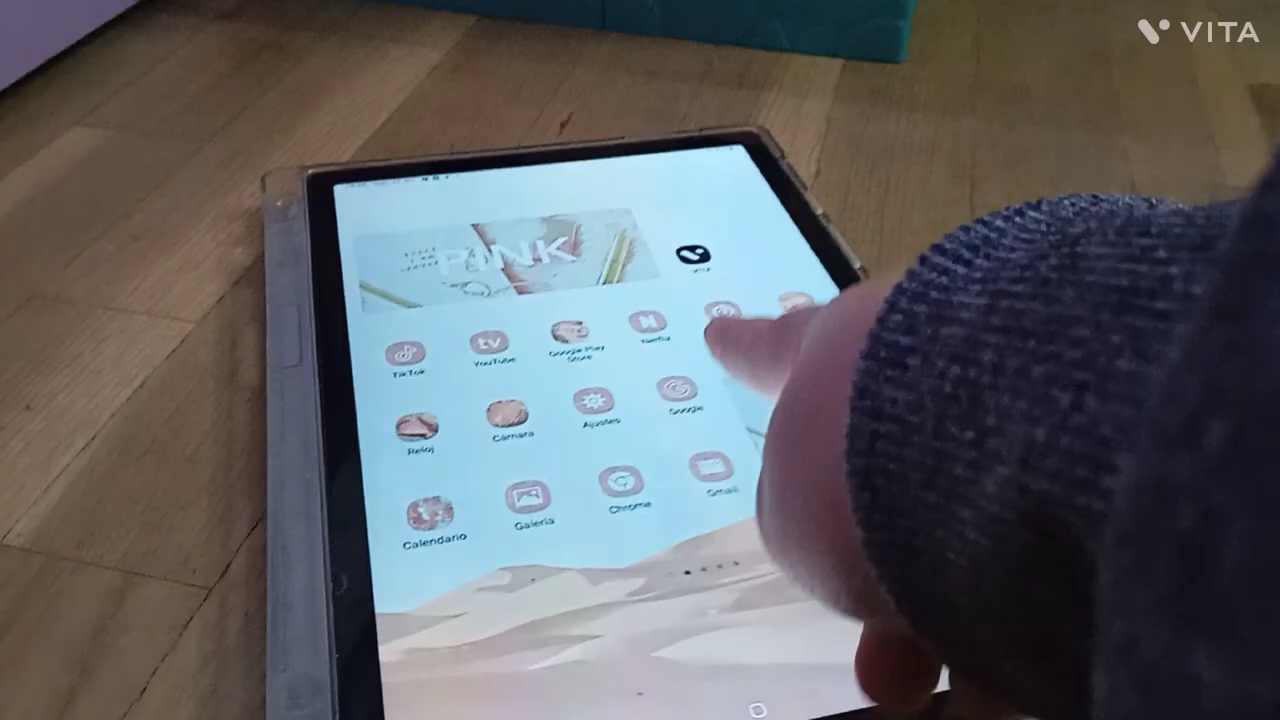 VITA
PINK
TikTok
YouTube
Google Play
Store
Netflix
Reloj
Cámara
Ajustes
Google
Calendario
Galería
Chrome
Gmail